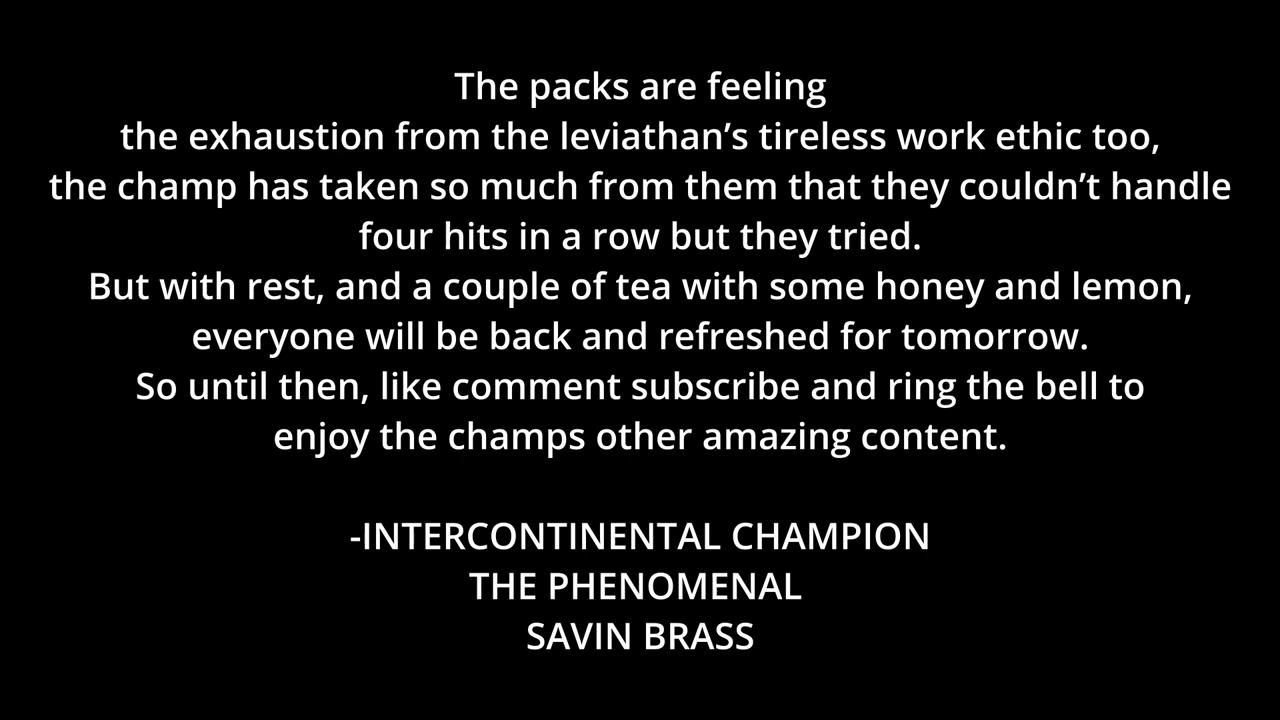 The packs are feeling
the exhaustion from the leviathan’s tireless work ethic too,
the champ has taken so much from them that they couldn’t handle
four hits in a row but they tried.
But with rest, and a couple of tea with some honey and lemon,
everyone will be back and refreshed for tomorrow.
So until then, like comment subscribe and ring the bell to
enjoy the champs other amazing content.
-INTERCONTINENTAL CHAMPION
THE PHENOMENAL
SAVIN BRASS